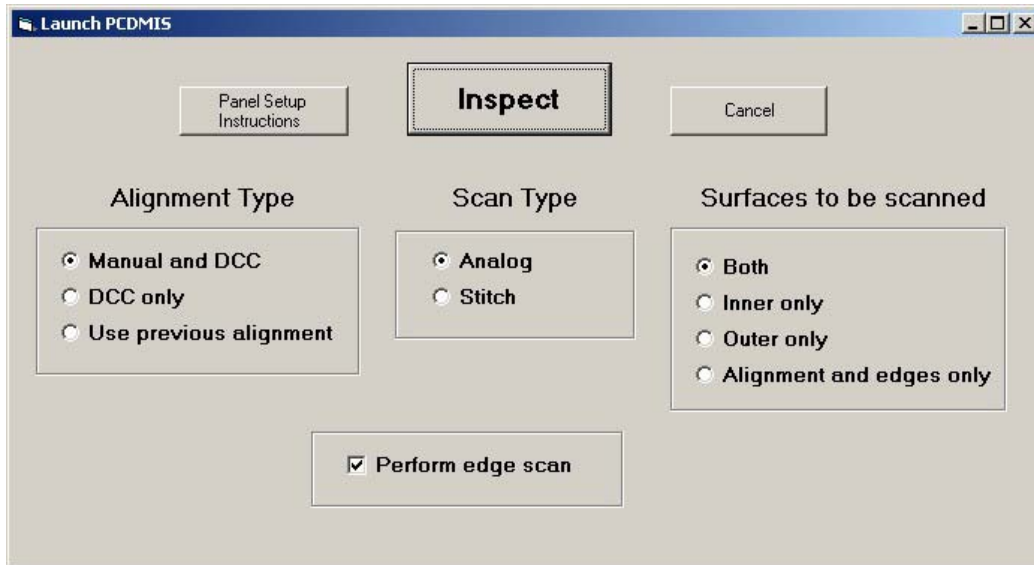 Launch PCDMIS
Panel Setup
Instructions
Inspect
Cancel
Alignment Type
Scan Type
Surfaces to be scanned
Manual and DCC
DCC only
Use previous alignment
Analog
Stitch
Both
Inner only
Outer only
Alignment and edges only
Perform edge scan